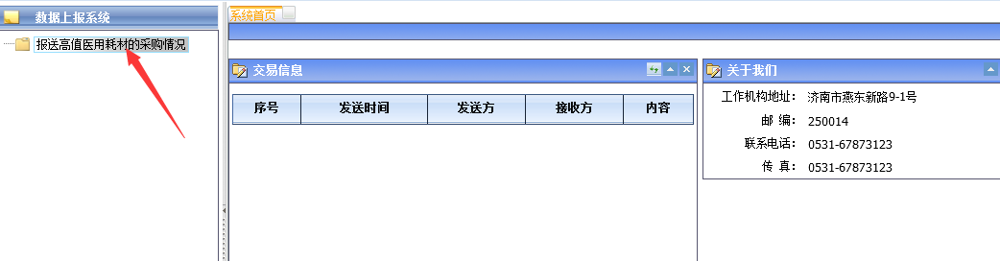 数据上报系统
报送高值医用耗材的采购情况
系统首页
交易信息
序号 发送时间 发送方 接收方 内容
关于我们
工作机构地址： 济南市燕东新路9-1号
邮 编： 250014
联系电话： 0531-67873123
传 真： 0531-67873123